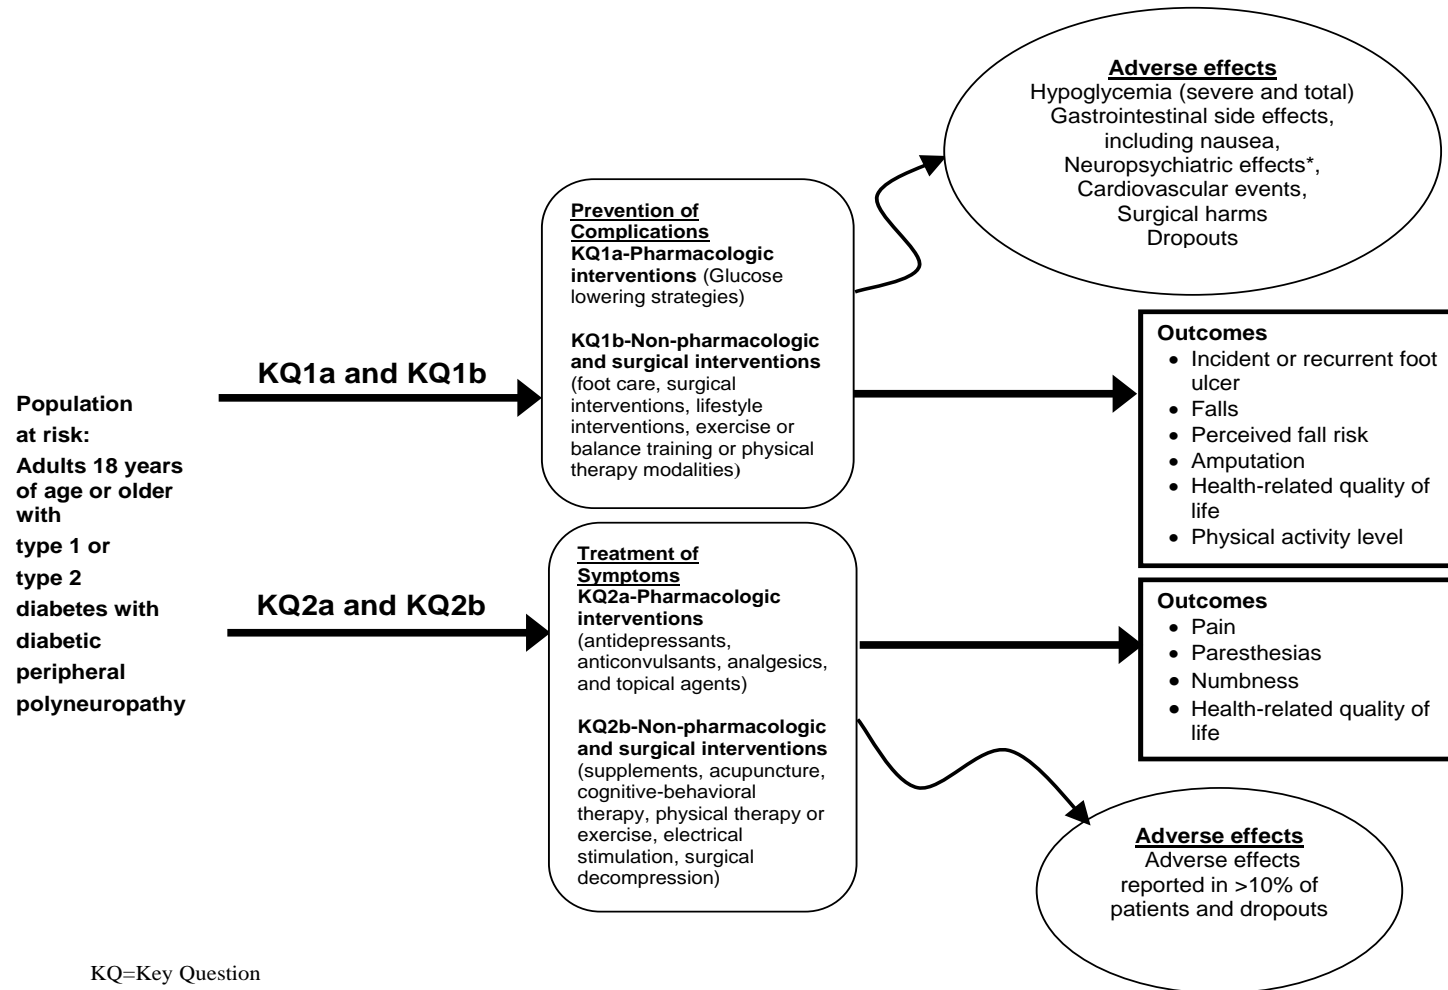 Population
at risk:
Adults 18 years
of age or older
with
type 1 or
type 2
diabetes with
diabetic
peripheral
polyneuropathy
KQ1a and KQ1b
KQ2a and KQ2b
Prevention of
Complications
KQ1a-Pharmacologic
interventions (Glucose
lowering strategies)
KQ1b-Non-pharmacologic
and surgical interventions
(foot care, surgical
interventions, lifestyle
interventions, exercise or
balance training or physical
therapy modalities)
Treatment of
Symptoms
KQ2a-Pharmacologic
interventions
(antidepressants,
anticonvulsants, analgesics,
and topical agents)
KQ2b-Non-pharmacologic
and surgical interventions
(supplements, acupuncture,
cognitive-behavioral
therapy, physical therapy or
exercise, electrical
stimulation, surgical
decompression)
Adverse effects
Hypoglycemia (severe and total)
Gastrointestinal side effects,
including nausea,
Neuropsychiatric effects*,
Cardiovascular events,
Surgical harms
Dropouts
Outcomes
• Incident or recurrent foot
ulcer
• Falls
• Perceived fall risk
• Amputation
• Health-related quality of
life
• Physical activity level
Outcomes
• Pain
• Paresthesias
• Numbness
• Health-related quality of
life
Adverse effects
Adverse effects
reported in >10% of
patients and dropouts
KQ=Key Question